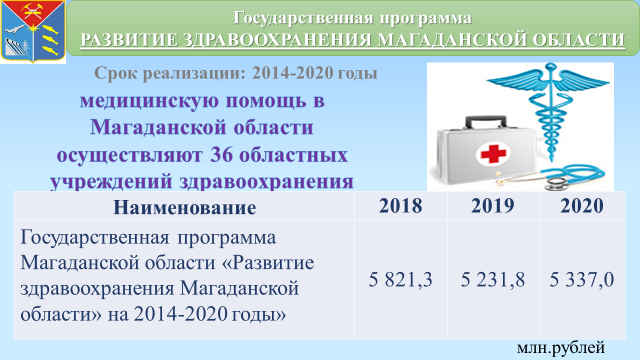 Государственная программа
РАЗВИТИЕ ЗДРАВООХРАНЕНИЯ МАГАДАНСКОЙ ОБЛАСТИ
Срок реализации: 2014-2020 годы
медицинскую помощь в
Магаданской области
осуществляют 36 областных
учреждений здравоохранения
Наименование 2018 2019 2020
Государственная программа
Магаданской области «Развитие
здравоохранения Магаданской
области» на 2014-2020 годы»
5 821,3 5 231,8 5 337,0
млн.рублей